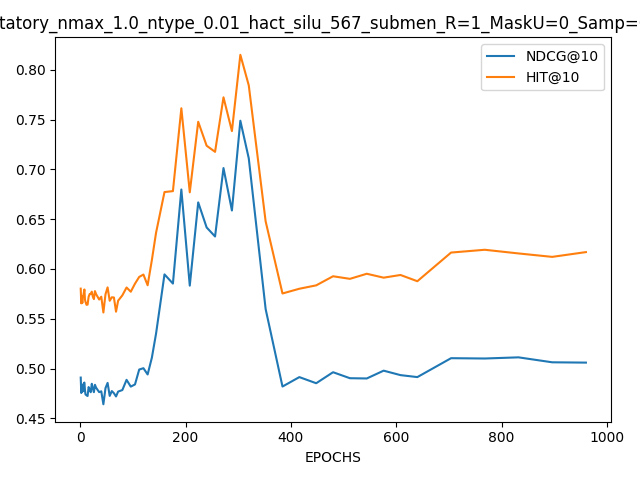 tatory_nmax_1.0_ntype_0.01_hact_silu_567_submen_R=1_MaskU=0_Samp=
NDCG@10
HIT@10
0.80
0.75
0.70
0.65
0.60
0.55
0.50
0.45
0 200 400 600 800 1000
EPOCHS